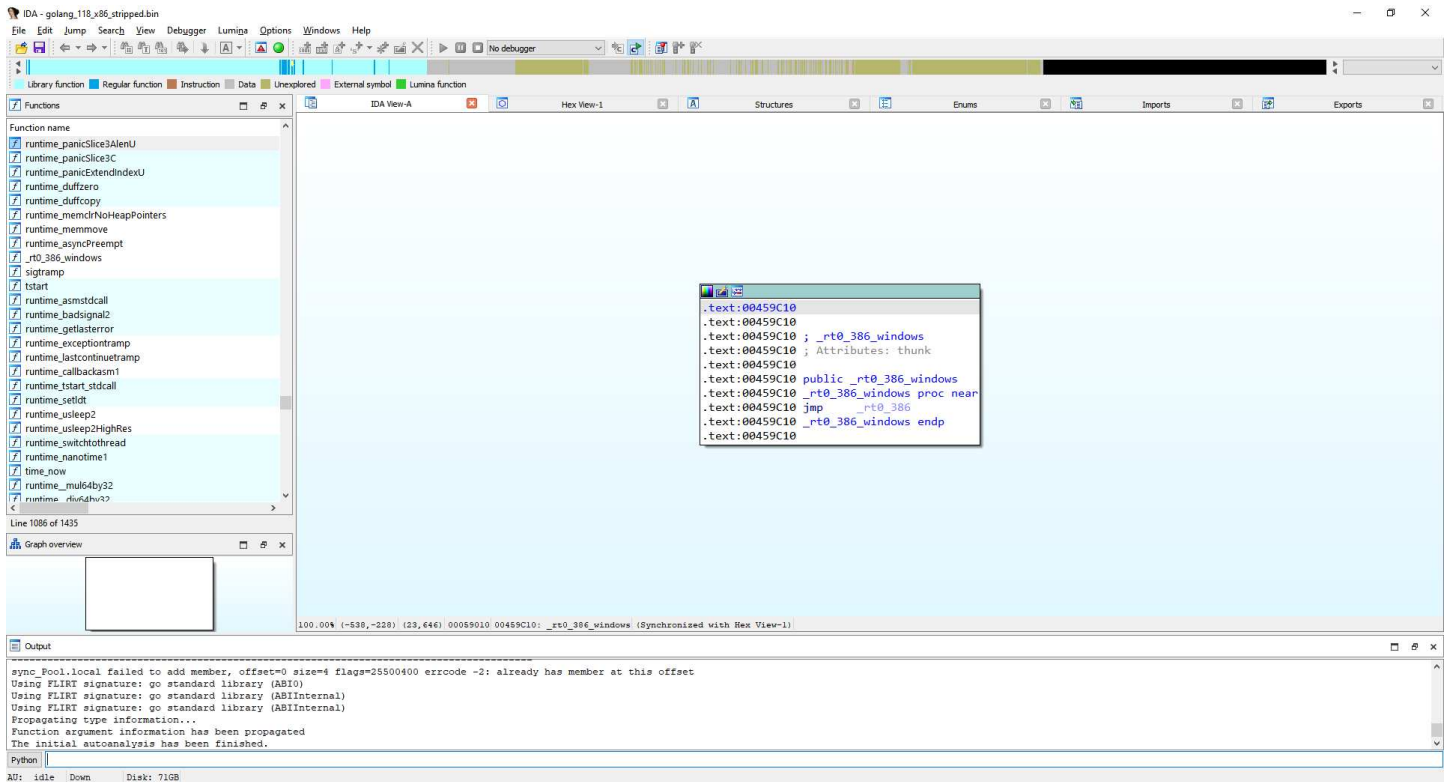 IDA - golang_118_x86_stripped.bin
File Edit Jump Search View Debugger Lumina Options Windows Help
No debugger
Library function Regular function Instruction Data Unexplored External symbol Lumina function
Functions
IDA View-A
Hex View-1
Structures
Enums
Imports
Exports
Function name
runtime_panicSlice3AlenU
runtime_panicSlice3C
runtime_panicExtendIndexU
runtime_duffzero
runtime_duffcopy
runtime_memclrNoHeapPointers
runtime_memmove
runtime_asyncPreempt
_rt0_386_windows
sigtramp
tstart
runtime_asmstdcall
runtime_badsignal2
runtime_getlasterror
runtime_exceptiontramp
runtime_lastcontinuetramp
runtime_callbackasm1
runtime_tstart_stdcall
runtime_setldt
runtime_usleep2
runtime_usleep2HighRes
runtime_switchtothread
runtime_nanotime1
time_now
runtime__mul64by32
runtime__div64by32
Line 1086 of 1435
Graph overview
.text:00459C10
.text:00459C10
.text:00459C10 ; _rt0_386_windows
.text:00459C10 ; Attributes: thunk
.text:00459C10
.text:00459C10 public _rt0_386_windows
.text:00459C10 _rt0_386_windows proc near
.text:00459C10 jmp _rt0_386
.text:00459C10 _rt0_386_windows endp
.text:00459C10
100.00% (-538,-228) (23,646) 00059010 00459C10: _rt0_386_windows (Synchronized with Hex View-1)
Output
sync_Pool.local failed to add member, offset=0 size=4 flags=25500400 errcode -2: already has member at this offset
Using FLIRT signature: go standard library (ABI0)
Using FLIRT signature: go standard library (ABIInternal)
Using FLIRT signature: go standard library (ABIInternal)
Propagating type information...
Function argument information has been propagated
The initial autoanalysis has been finished.
Python
AU: idle Down Disk: 71GB